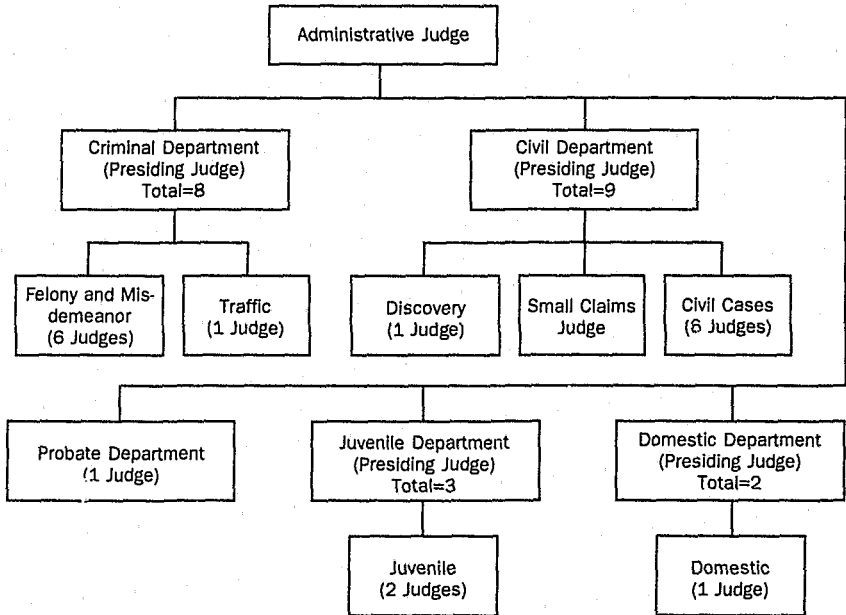 Administrative Judge
Criminal Department
(Presiding Judge)
Total=8
Civil Department
(Presiding Judge)
Total=9
Felony and Mis-
demeanor
(6 Judges)
Traffic
(1 Judge)
Discovery
(1 Judge)
Small Claims
Judge
Civil Cases
(6 Judges)
Probate Department
(1 Judge)
Juvenile Department
(Presiding Judge)
Total=3
Domestic Department
(Presiding Judge)
Total=2
Juvenile
(2 Judges)
Domestic
(1 Judge)